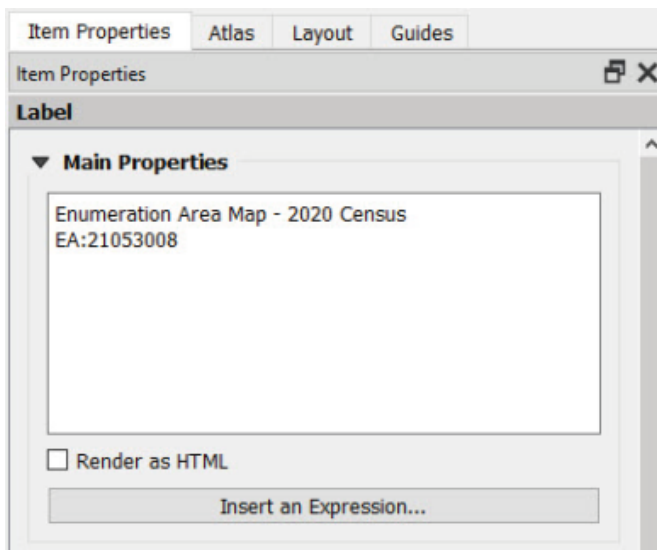 Item Properties Atlas Layout Guides
Item Properties
Label
Main Properties
Enumeration Area Map - 2020 Census
EA:21053008
Render as HTML
Insert an Expression...